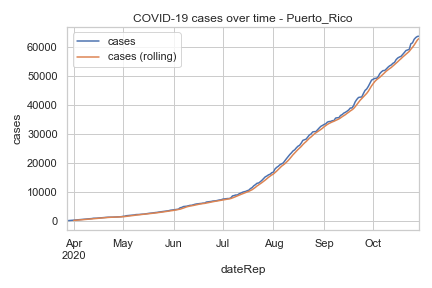 COVID-19 cases over time - Puerto_Rico
cases
cases (rolling)
60000
50000
40000
30000
20000
10000
0
cases
Apr
2020
May
Jun
Jul
Aug
Sep
Oct
dateRep